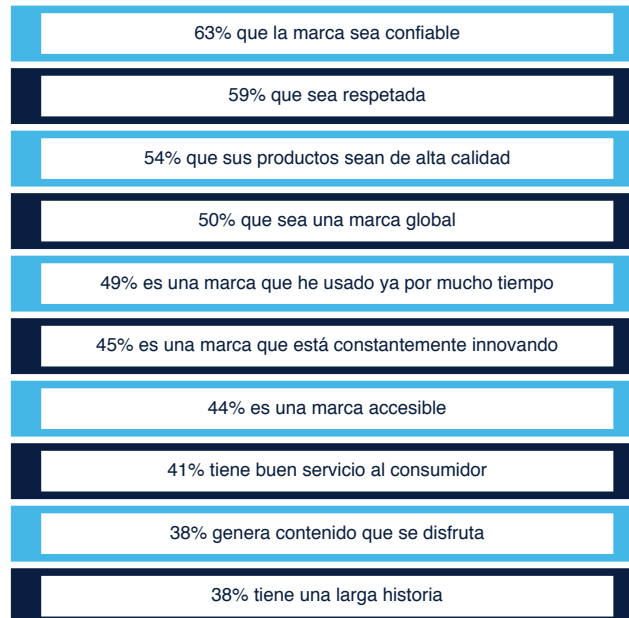 63% que la marca sea confiable
59% que sea respetada
54% que sus productos sean de alta calidad
50% que sea una marca global
49% es una marca que he usado ya por mucho tiempo
45% es una marca que está constantemente innovando
44% es una marca accesible
41% tiene buen servicio al consumidor
38% genera contenido que se disfruta
38% tiene una larga historia